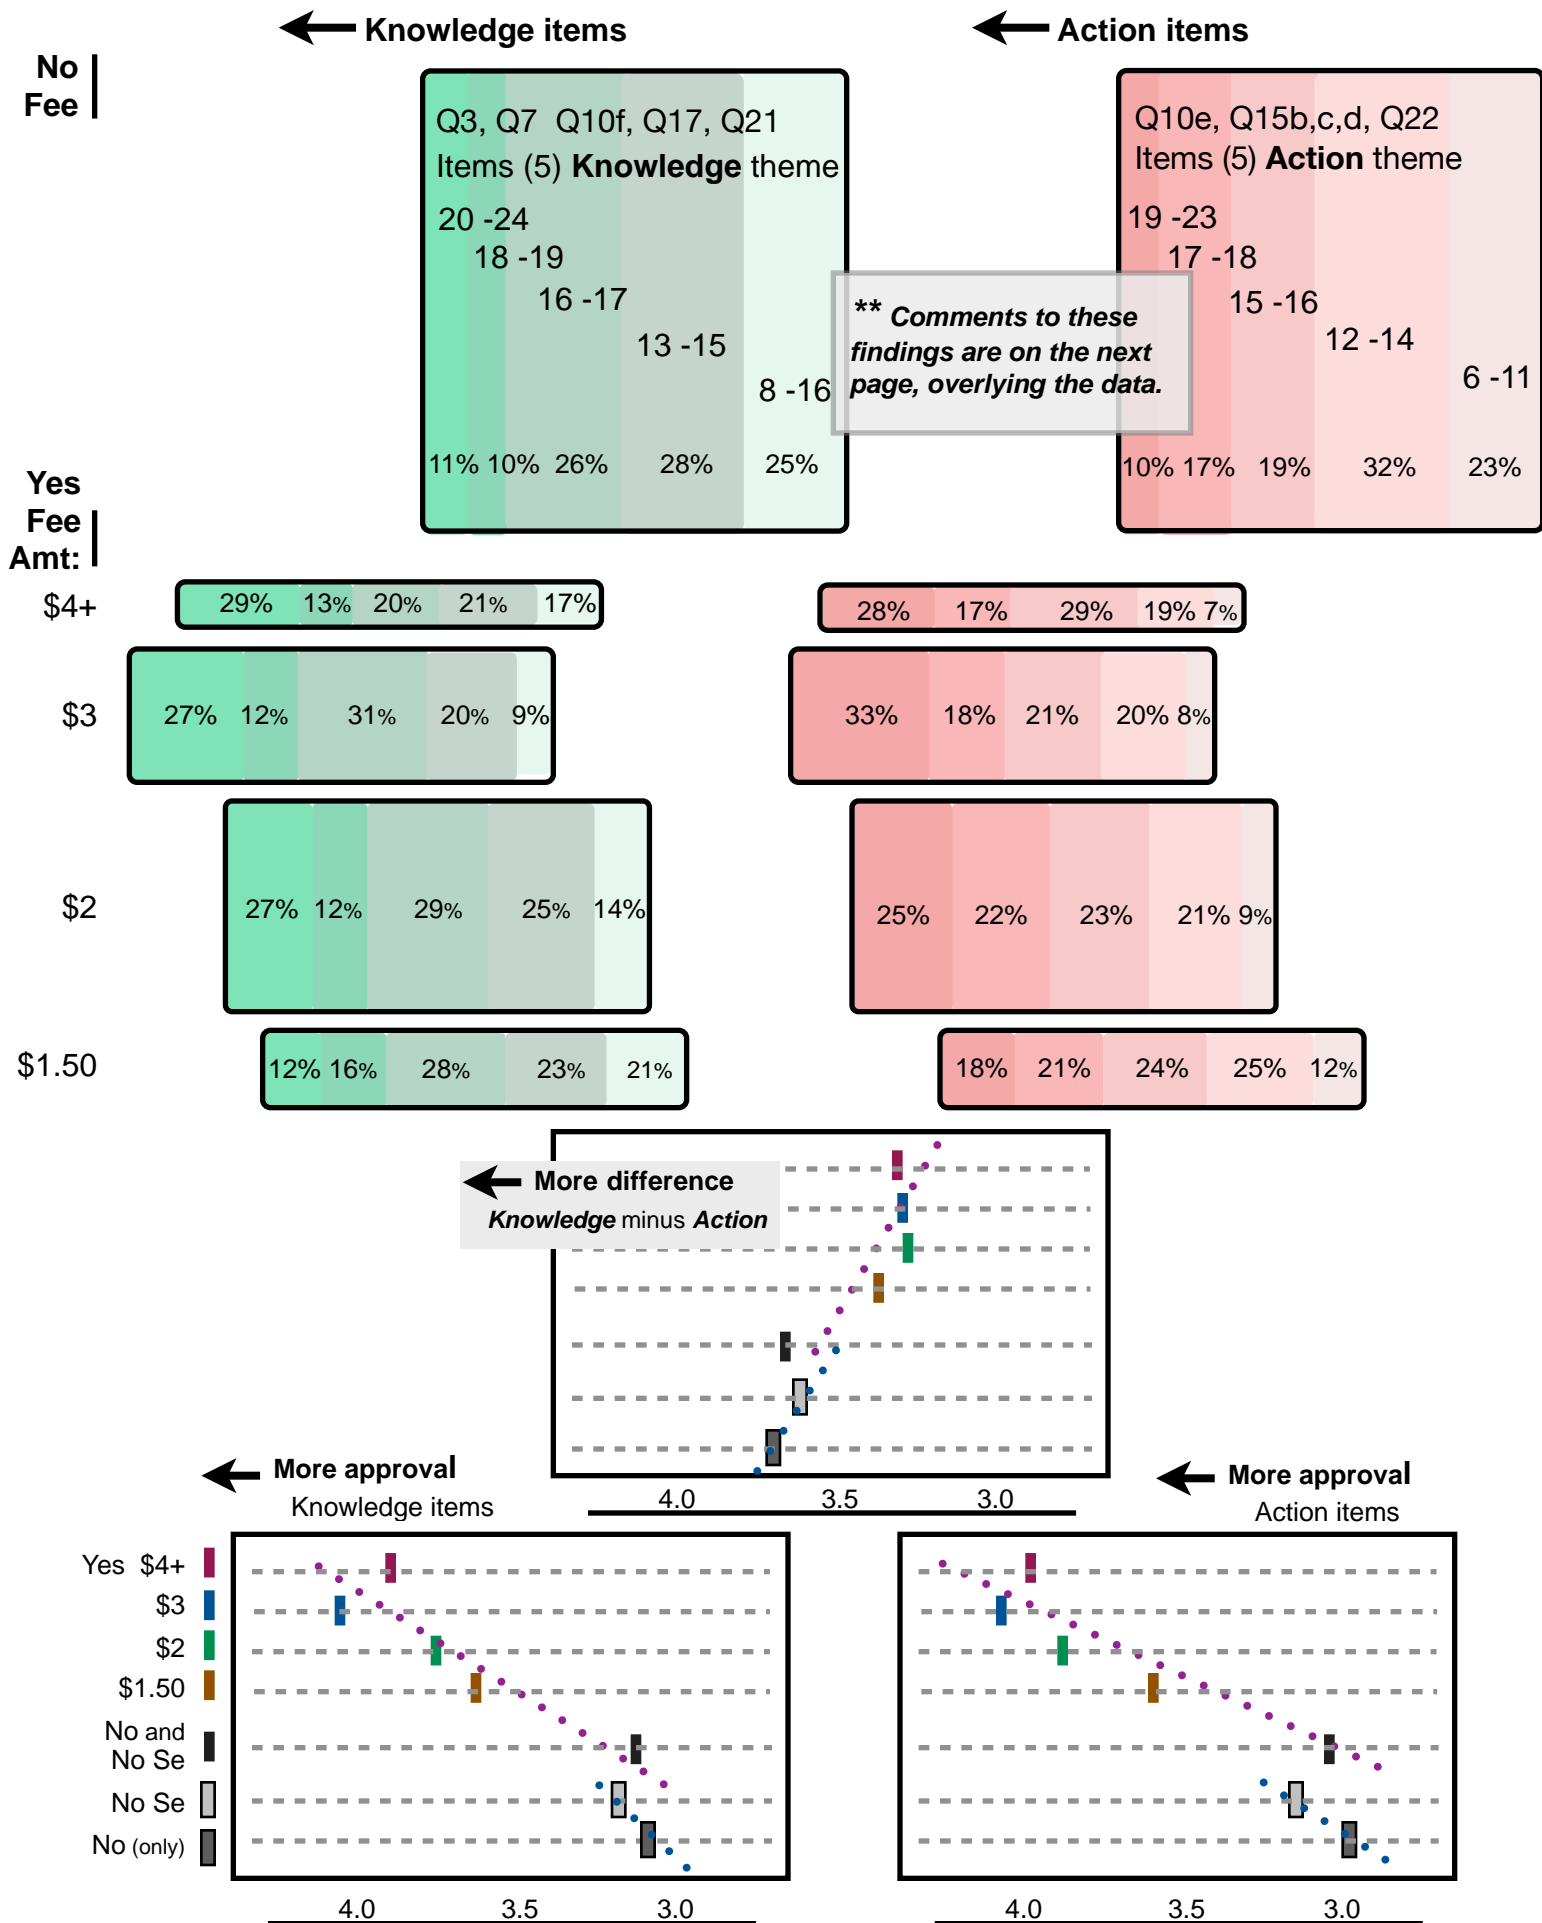 Knowledge items
Action items
No
Fee
Q3, Q7  Q10f, Q17, Q21
Items (5) Knowledge theme
20 -24
18 -19
16 -17
13 -15
8 -16
11% 10% 26% 28% 25%
Q10e, Q15b,c,d, Q22
Items (5) Action theme
19 -23
17 -18
15 -16
12 -14
6 -11
10% 17% 19% 32% 23%
** Comments to these
findings are on the next
page, overlying the data.
Yes
Fee
Amt:
$4+
29% 13% 20% 21% 17%
28% 17% 29% 19% 7%
$3
27% 12% 31% 20% 9%
33% 18% 21% 20% 8%
$2
27% 12% 29% 25% 14%
25% 22% 23% 21% 9%
$1.50
12% 16% 28% 23% 21%
18% 21% 24% 25% 12%
More difference
Knowledge minus Action
4.0 3.5 3.0
More approval
Knowledge items
More approval
Action items
Yes $4+
$3
$2
$1.50
No and
No Se
No Se
No (only)
4.0 3.5 3.0
4.0 3.5 3.0